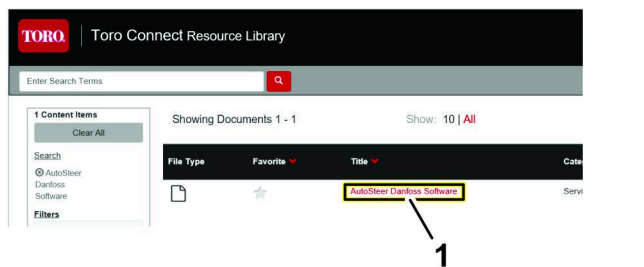 TORO. Toro Connect Resource Library
Enter Search Terms
1 Content Items
Clear All
Showing Documents 1 - 1 Show: 10 | All
Search
AutoSteer
Danfoss
Software
Filters
File Type Favorite Title
AutoSteer Danfoss Software
1